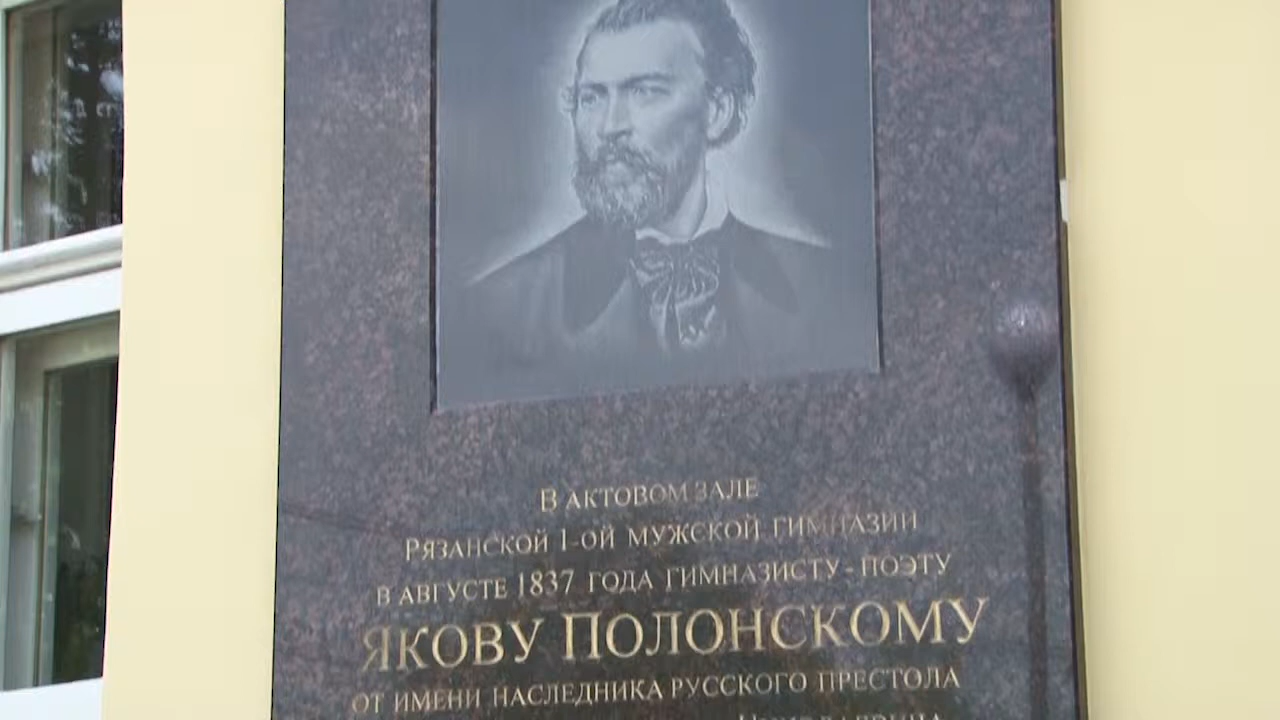 В АКТОВОМ ЗАЛЕ
РЯЗАНСКОЙ 1-ОЙ МУЖСКОЙ ГИМНАЗИИ
В АВГУСТЕ 1837 ГОДА ГИМНАЗИСТУ-ПОЭТУ
ЯКОВУ ПОЛОНСКОМУ
ОТ ИМЕНИ НАСЛЕДНИКА РУССКОГО ПРЕСТОЛА